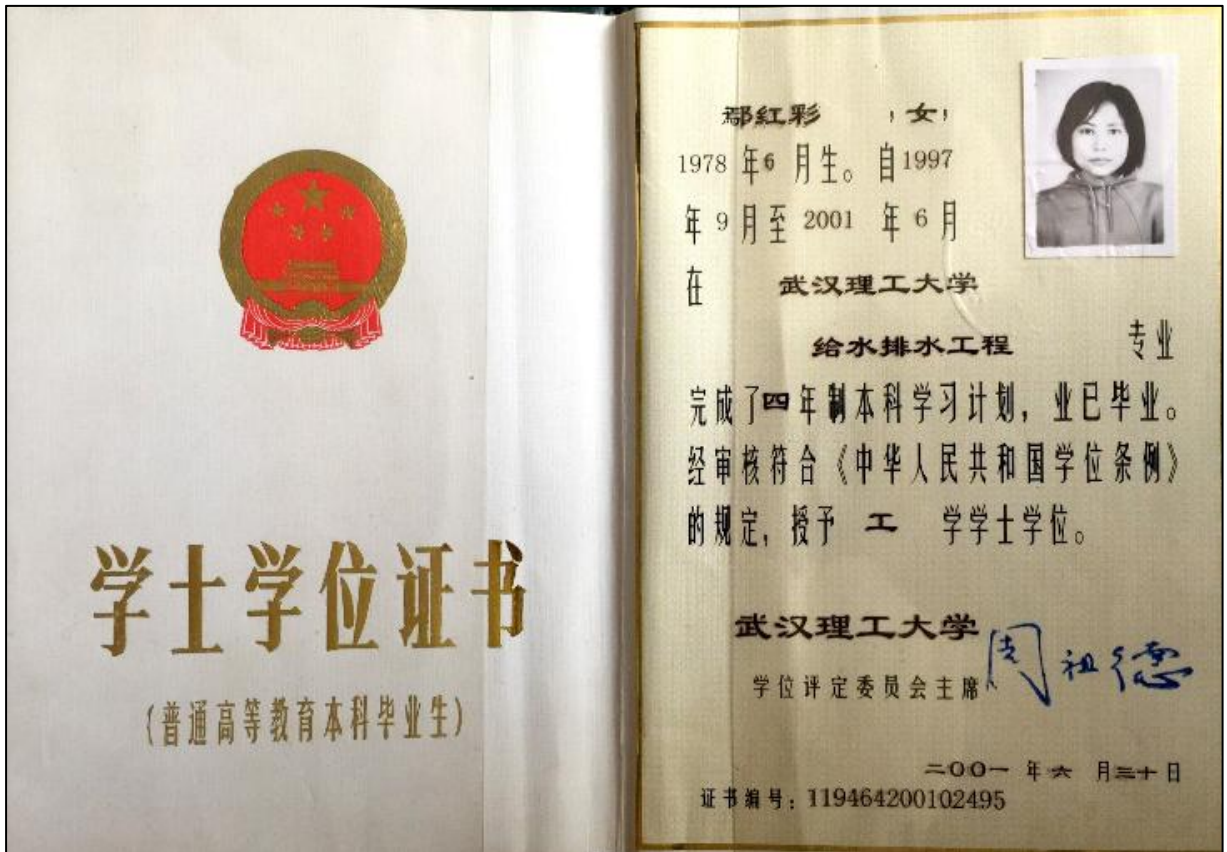 学士学位证书
(普通高等教育本科毕业生)
鄢红彩 ,女,
1978 年6 月生。自1997
年 9 月至 2001 年 6 月
在 武汉理工大学
给水排水工程 专业
完成了四年制本科学习计划，业已毕业。
经审核符合《中华人民共和国学位条例》
的规定，授予 工 学学士学位。
武汉理工大学
学位评定委员会主席 周祖德
二〇〇一 年 六 月三十日
证书编号：119464200102495